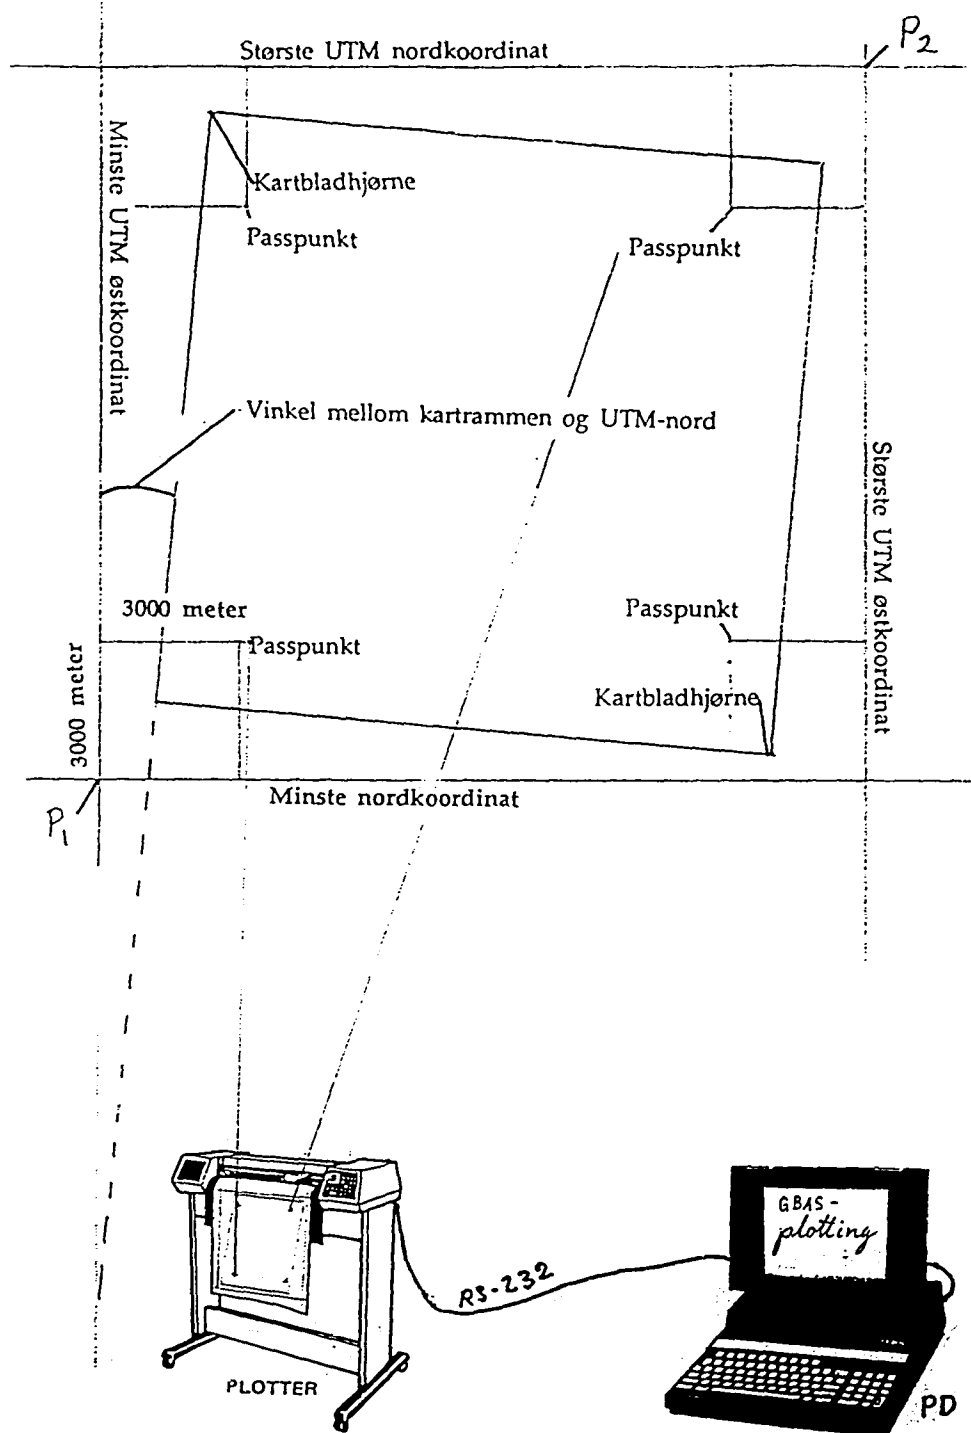 P2
Største UTM nordkoordinat
Minste UTM østkoordinat
Kartbladhjørne
Passpunkt
Passpunkt
Vinkel mellom kartrammen og UTM-nord
Største UTM østkoordinat
3000 meter
Passpunkt
Passpunkt
3000 meter
Kartbladhjørne
Minste nordkoordinat
P1
GBAS-
plotting
RS-232
PLOTTER
PD